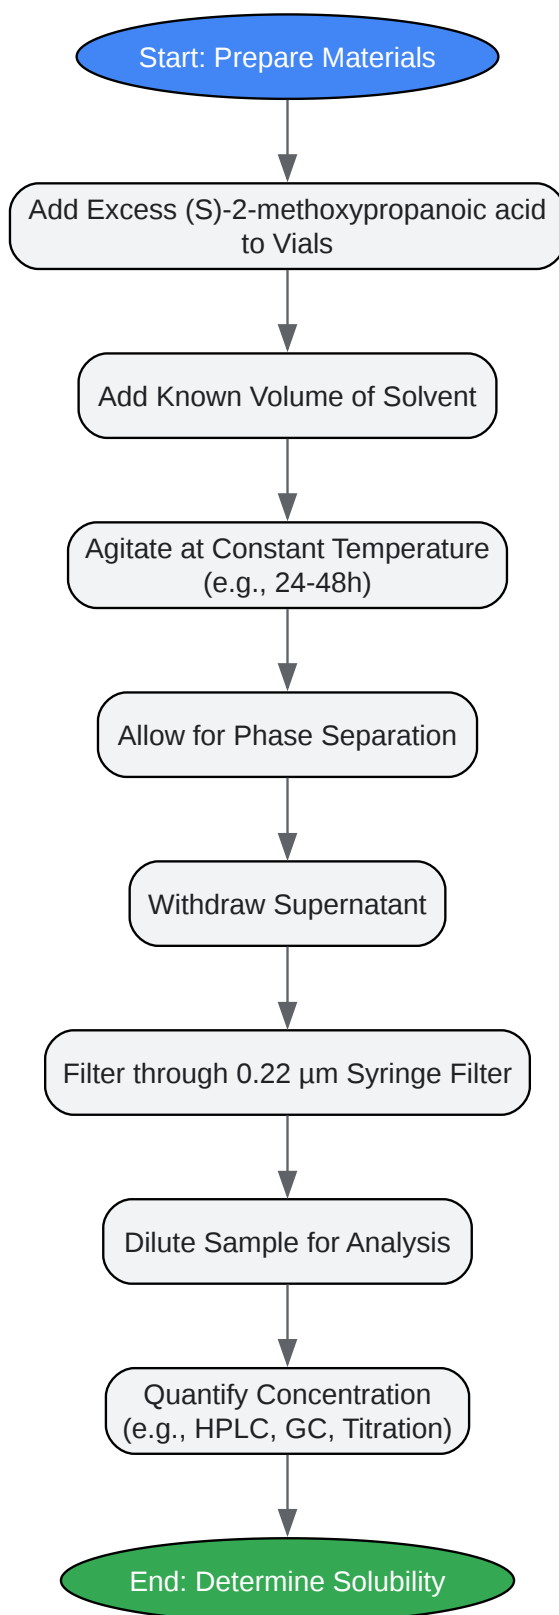 Start: Prepare Materials
Add Excess (S)-2-methoxypropanoic acid
to Vials
Add Known Volume of Solvent
Agitate at Constant Temperature
(e.g., 24-48h)
Allow for Phase Separation
Withdraw Supernatant
Filter through 0.22 µm Syringe Filter
Dilute Sample for Analysis
Quantify Concentration
(e.g., HPLC, GC, Titration)
End: Determine Solubility